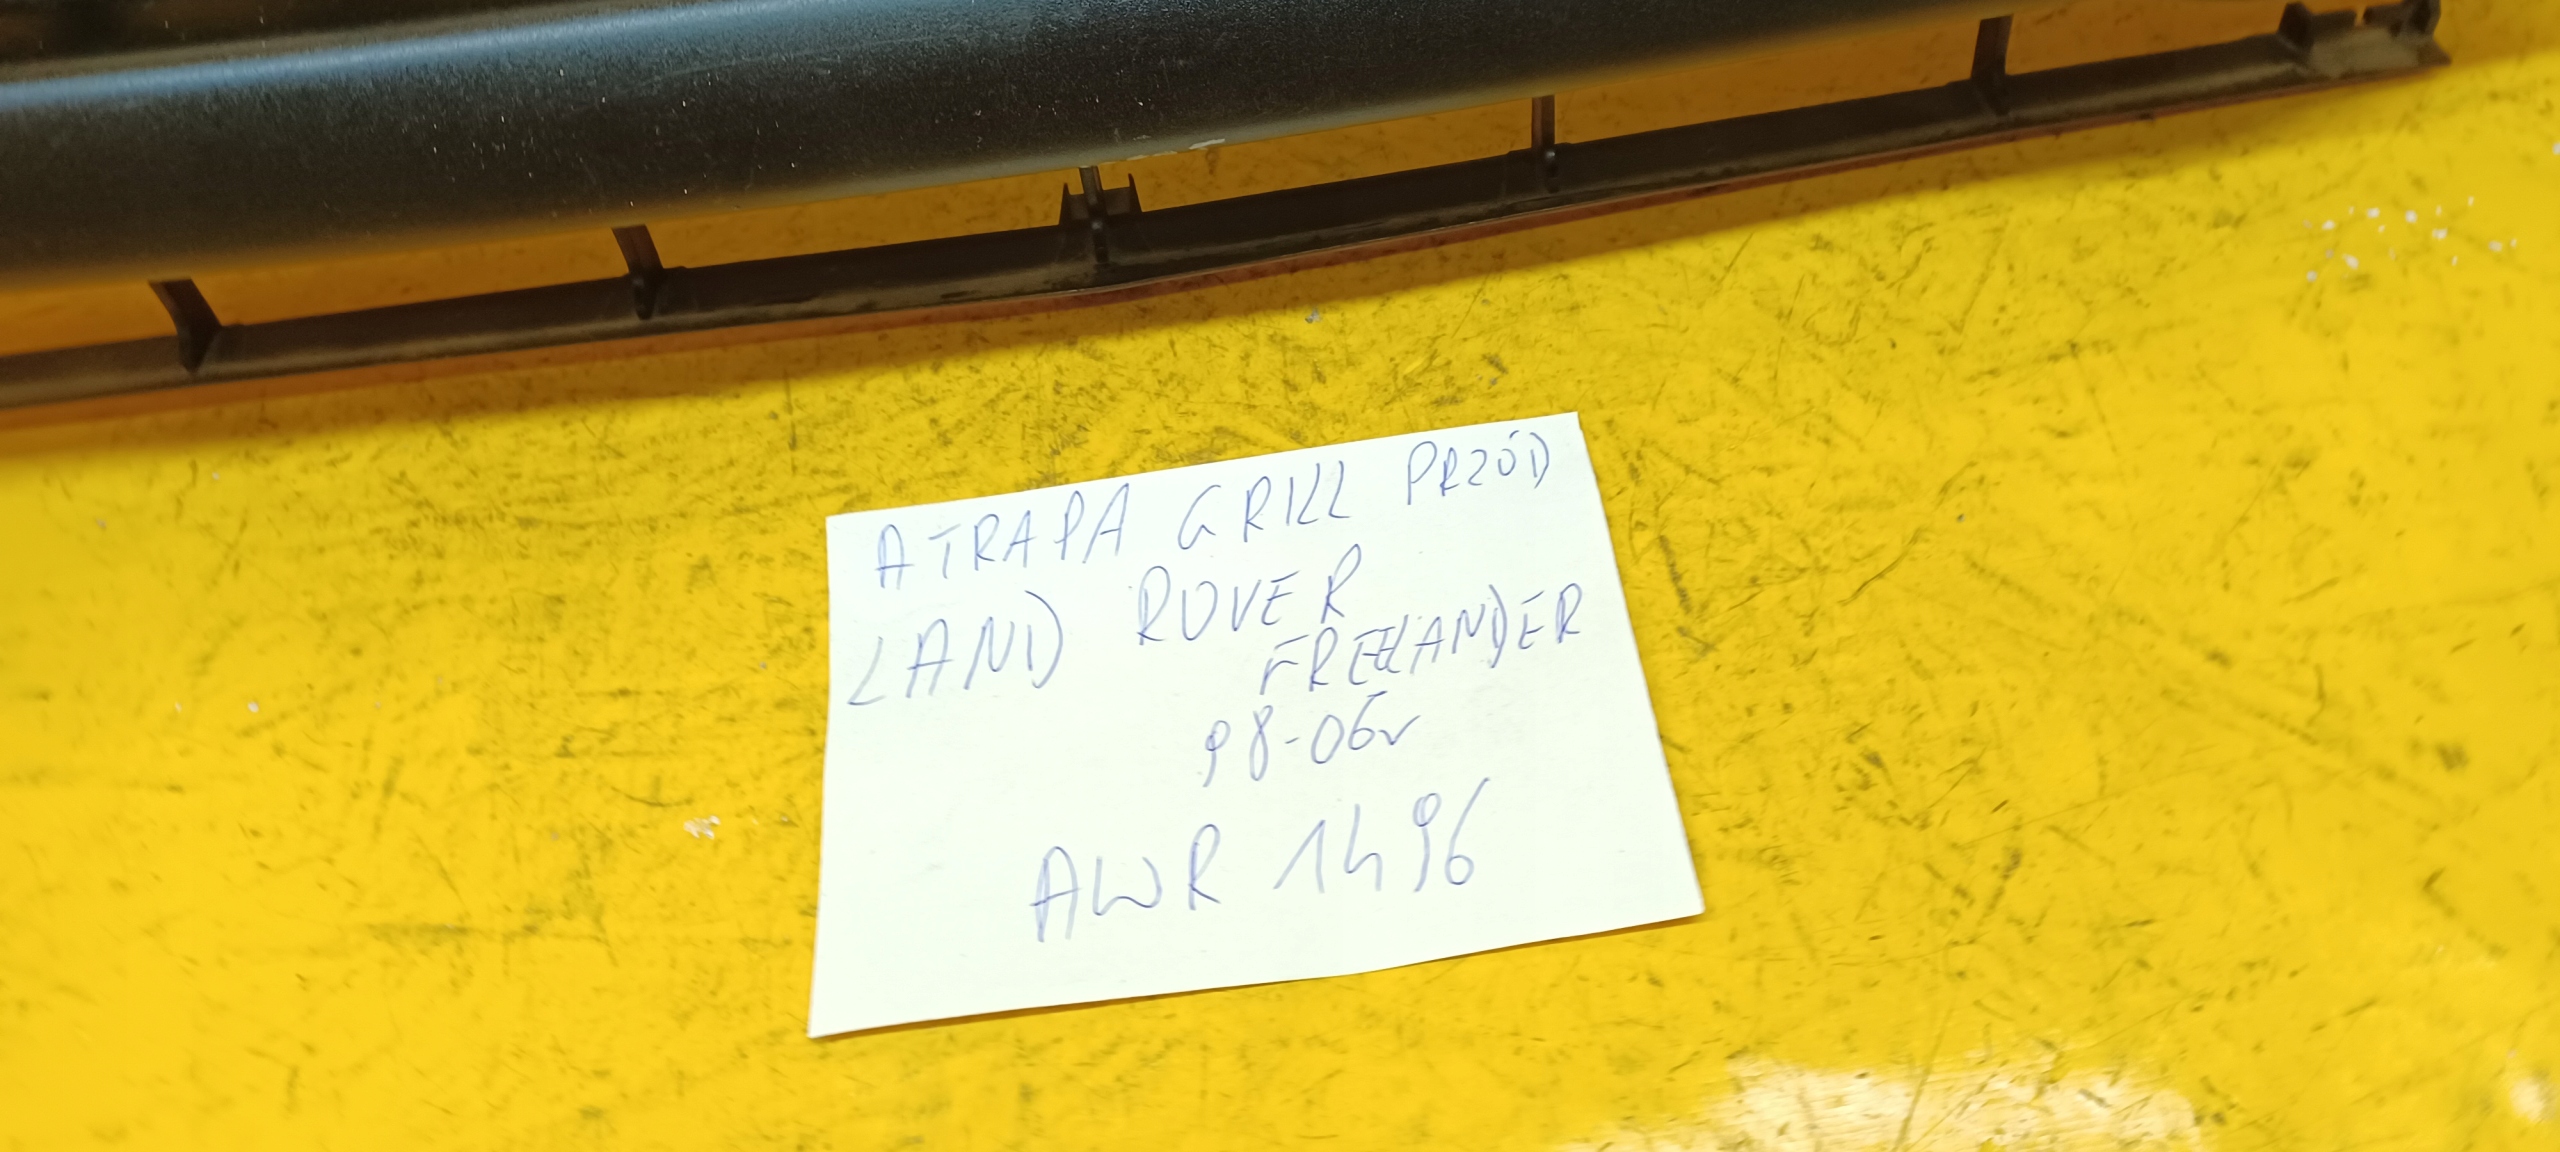 ATRAPA GRILL PRZÓD
LAND ROVER
FREELANDER
98-06r
AWR 1496